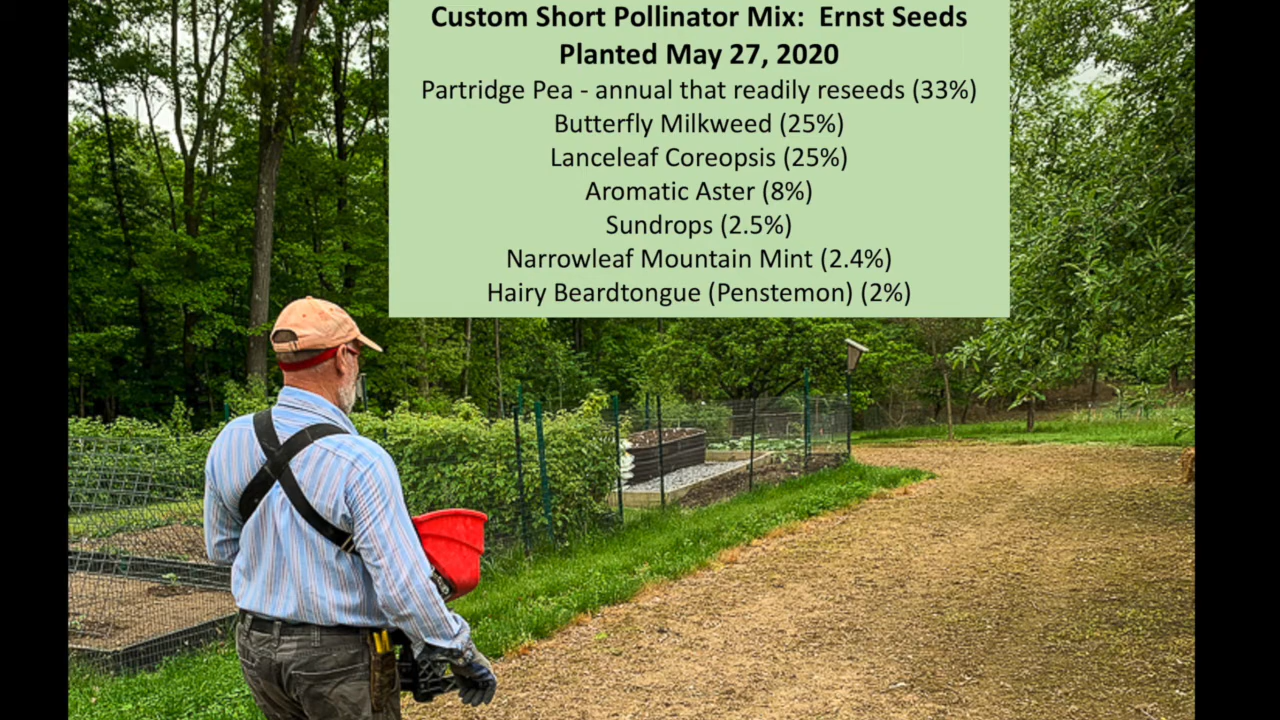 Custom Short Pollinator Mix:  Ernst Seeds
Planted May 27, 2020
Partridge Pea - annual that readily reseeds (33%)
Butterfly Milkweed (25%)
Lanceleaf Coreopsis (25%)
Aromatic Aster (8%)
Sundrops (2.5%)
Narrowleaf Mountain Mint (2.4%)
Hairy Beardtongue (Penstemon) (2%)